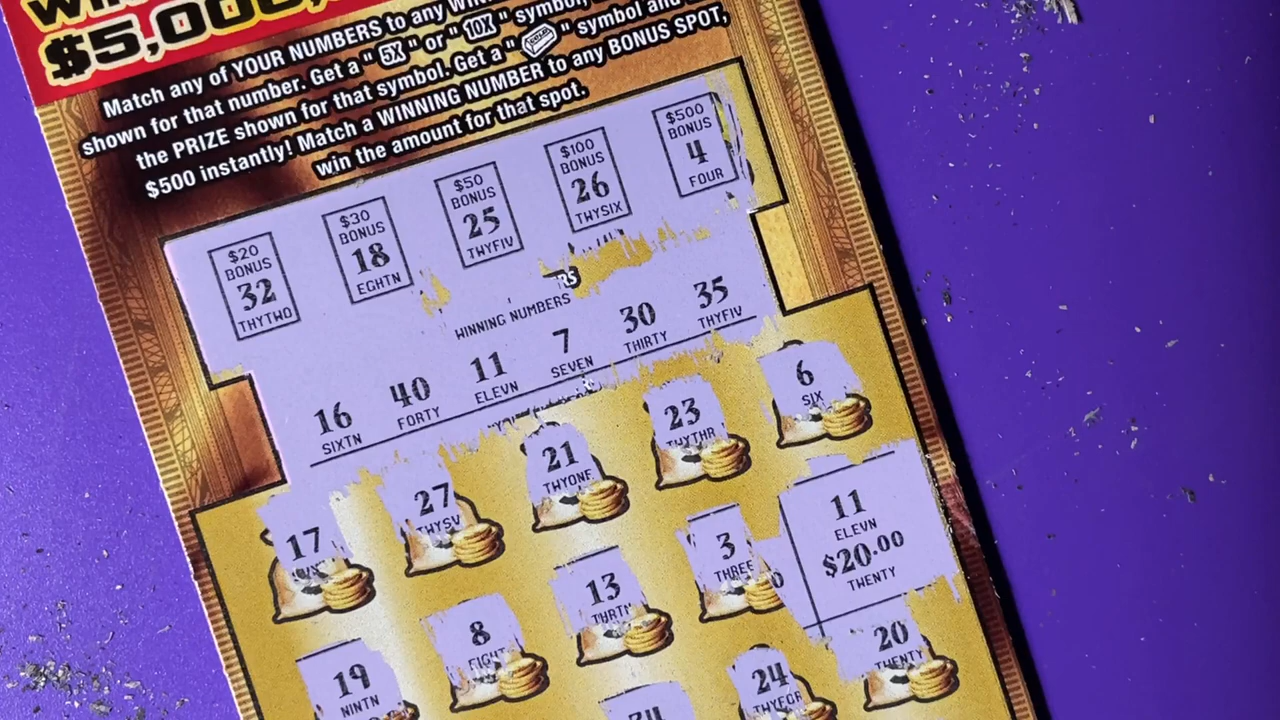 $5,000,
Match any of YOUR NUMBERS to any
shown for that number. Get a " 5X " or " 10X " symbol,
the PRIZE shown for that symbol. Get a " " symbol and
$500 instantly! Match a WINNING NUMBER to any BONUS SPOT,
win the amount for that spot.
$20 BONUS 32 THYTWO
$30 BONUS 18 EGHTN
$50 BONUS 25 THYFIV
$100 BONUS 26 THYSIX
$500 BONUS 4 FOUR
WINNING NUMBERS
16 40 11 7 30 35
SIXTN FORTY ELEVN SEVEN THIRTY THYFIV
17 27 21 23 6
THYSV THYONE THYTHR SIX
8 13 3 11
EIGHT THRTN THREE ELEVN
$20.00
TWENTY
19 24 20
NINTN THYFOR TWENTY